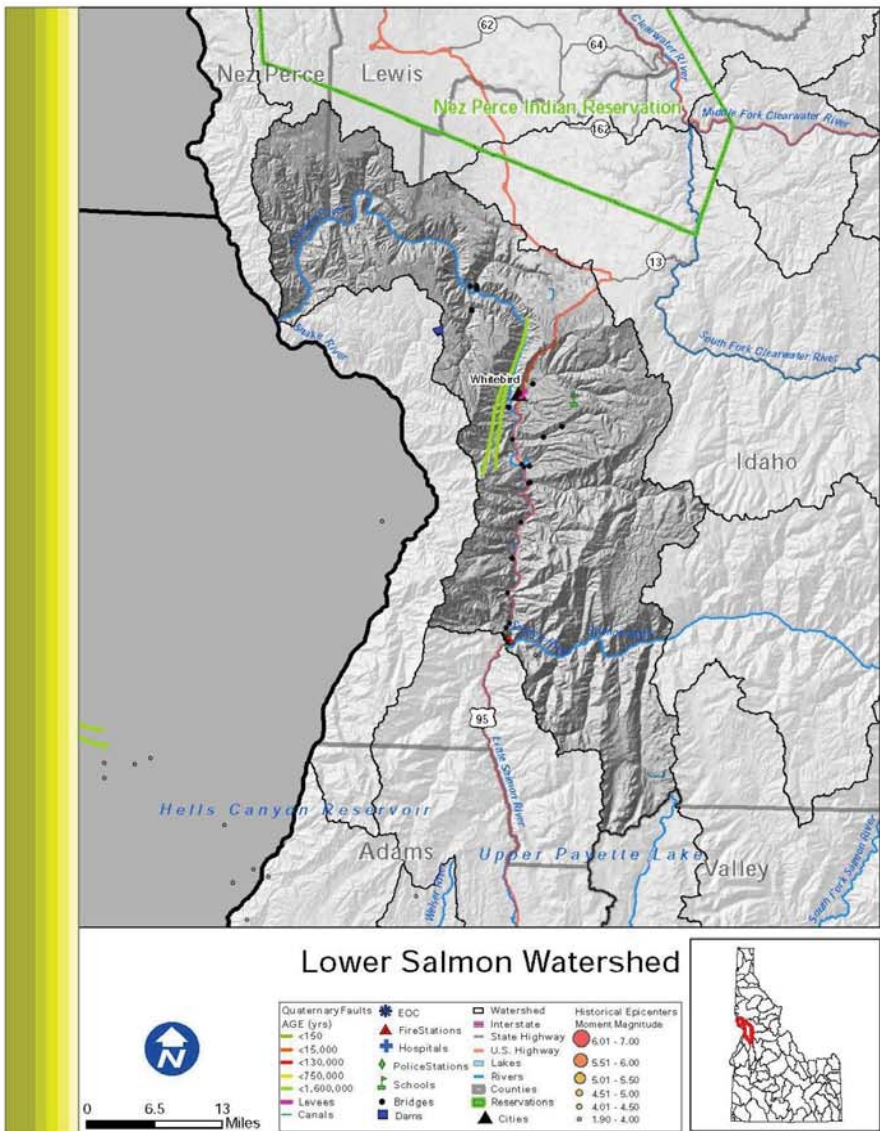 62
64
Clearwater River
Nez Perce
Lewis
Nez Perce Indian Reservation
Middle Fork Clearwater River
162
13
Snake River
South Fork Clearwater River
Whitebird
Idaho
95
Little Salmon River
Hells Canyon Reservoir
Adams
Upper Payette Lake
Valley
Weiser River
South Fork Salmon River
Lower Salmon Watershed
N
0 6.5 13
Miles
Quaternary Faults
AGE (yrs)
<150
<15,000
<130,000
<750,000
<1,600,000
Levees
Canals
EOC
FireStations
Hospitals
PoliceStations
Schools
Bridges
Dams
Watershed
Interstate
State Highway
U.S. Highway
Lakes
Rivers
Counties
Reservations
Cities
Historical Epicenters
Moment Magnitude
6.01 - 7.00
5.51 - 6.00
5.01 - 5.50
4.51 - 5.00
4.01 - 4.50
1.90 - 4.00